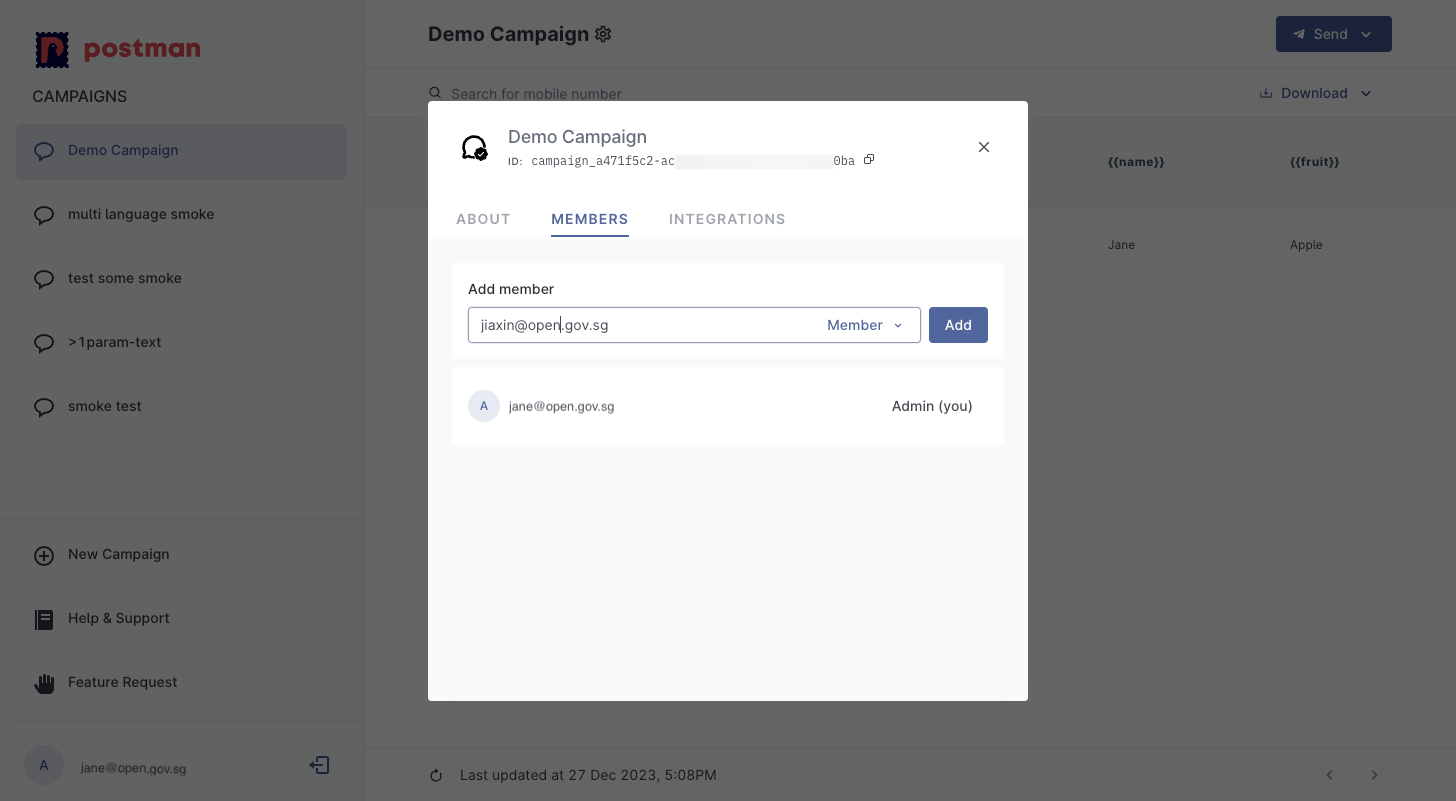 postman
CAMPAIGNS
Demo Campaign
multi language smoke
test some smoke
>1param-text
smoke test
New Campaign
Help & Support
Feature Request
A
jane@open.gov.sg
Demo Campaign
Send
Search for mobile number
Download
{{name}} {{fruit}}
Jane Apple
Demo Campaign
ID: campaign_a471f5c2-ac 0ba
ABOUT MEMBERS INTEGRATIONS
Add member
jiaxin@open.gov.sg Member Add
A jane@open.gov.sg Admin (you)
Last updated at 27 Dec 2023, 5:08PM